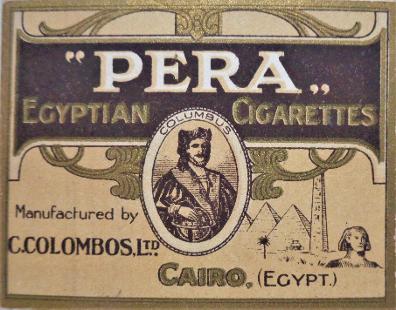 "PERA„
EGYPTIAN CIGARETTES
COLUMBUS
Manufactured by
C.COLOMBOS, LTD.
CAIRO, (EGYPT.)